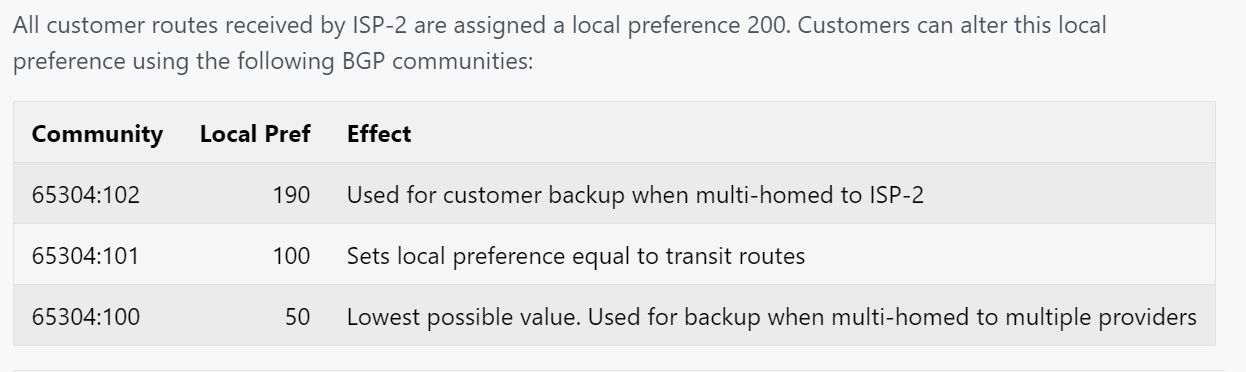 All customer routes received by ISP-2 are assigned a local preference 200. Customers can alter this local
preference using the following BGP communities:
Community Local Pref Effect
65304:102 190 Used for customer backup when multi-homed to ISP-2
65304:101 100 Sets local preference equal to transit routes
65304:100 50 Lowest possible value. Used for backup when multi-homed to multiple providers